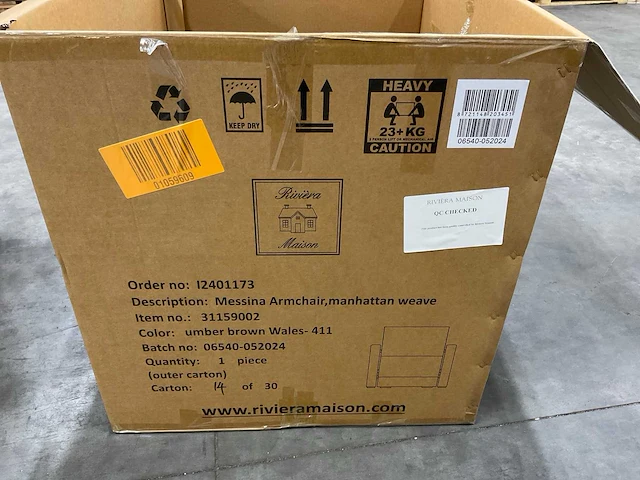 KEEP DRY
HEAVY
23+KG
CAUTION
06540-052024
01059609
Rivièra
Maison
RIVIÈRA MAISON
QC CHECKED
Order no: I2401173
Description: Messina Armchair,manhattan weave
Item no.: 31159002
Color: umber brown Wales- 411
Batch no: 06540-052024
Quantity: 1 piece
(outer carton)
Carton: 14 of 30
www.rivieramaison.com